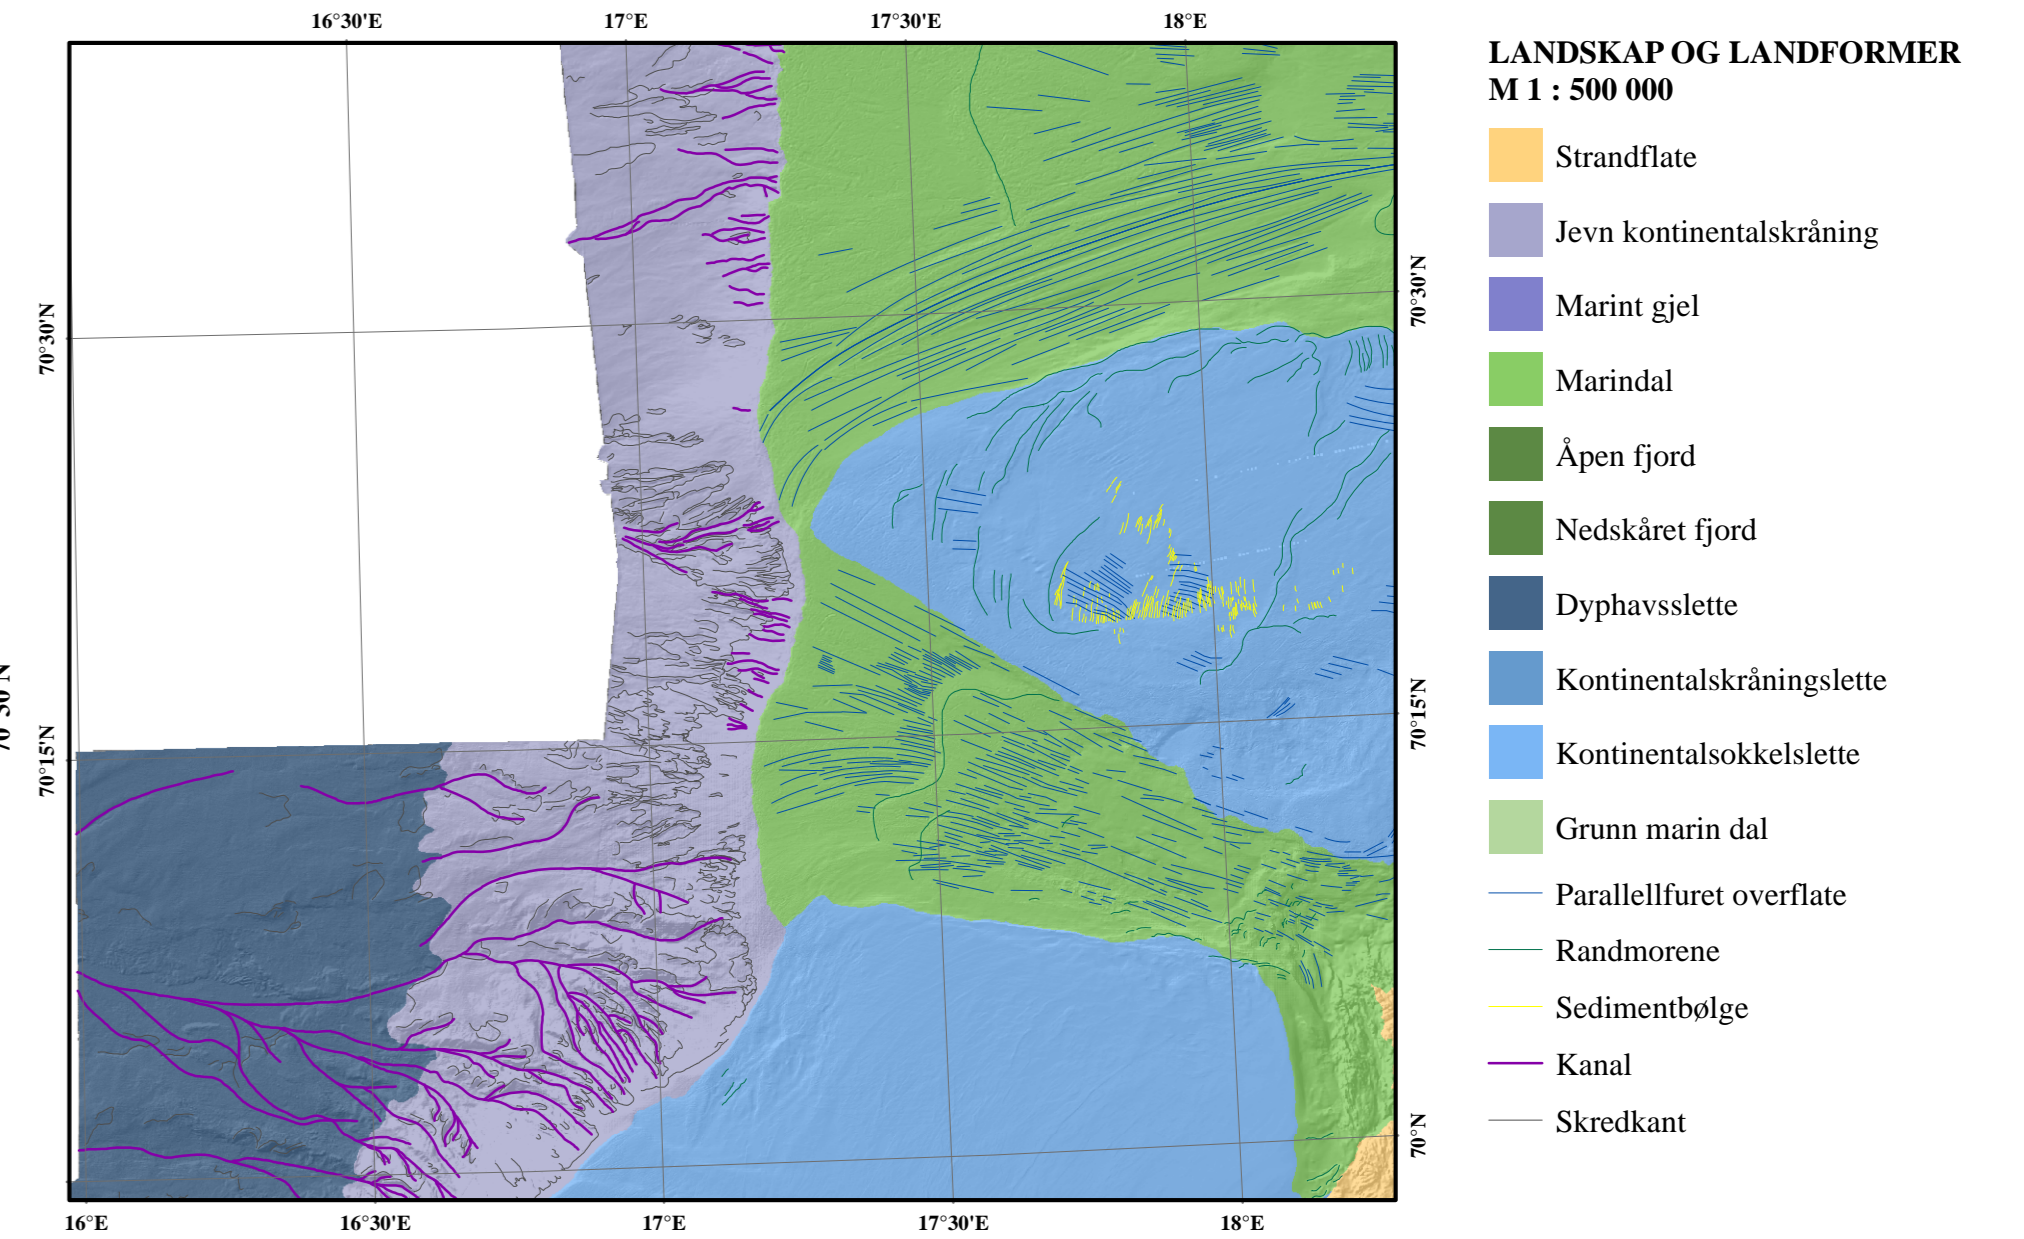 16°30'E 17°E 17°30'E 18°E
LANDSKAP OG LANDFORMER
M 1 : 500 000
Strandflate
Jevn kontinentalskråning
Marint gjel
Marindal
Åpen fjord
Nedskåret fjord
Dyphavsslette
Kontinentalskråningslette
Kontinentalsokkelslette
Grunn marin dal
Parallellfuret overflate
Randmorene
Sedimentbølge
Kanal
Skredkant
70°30'N
70°15'N
70°30'N
70°15'N
70°N
16°E 16°30'E 17°E 17°30'E 18°E